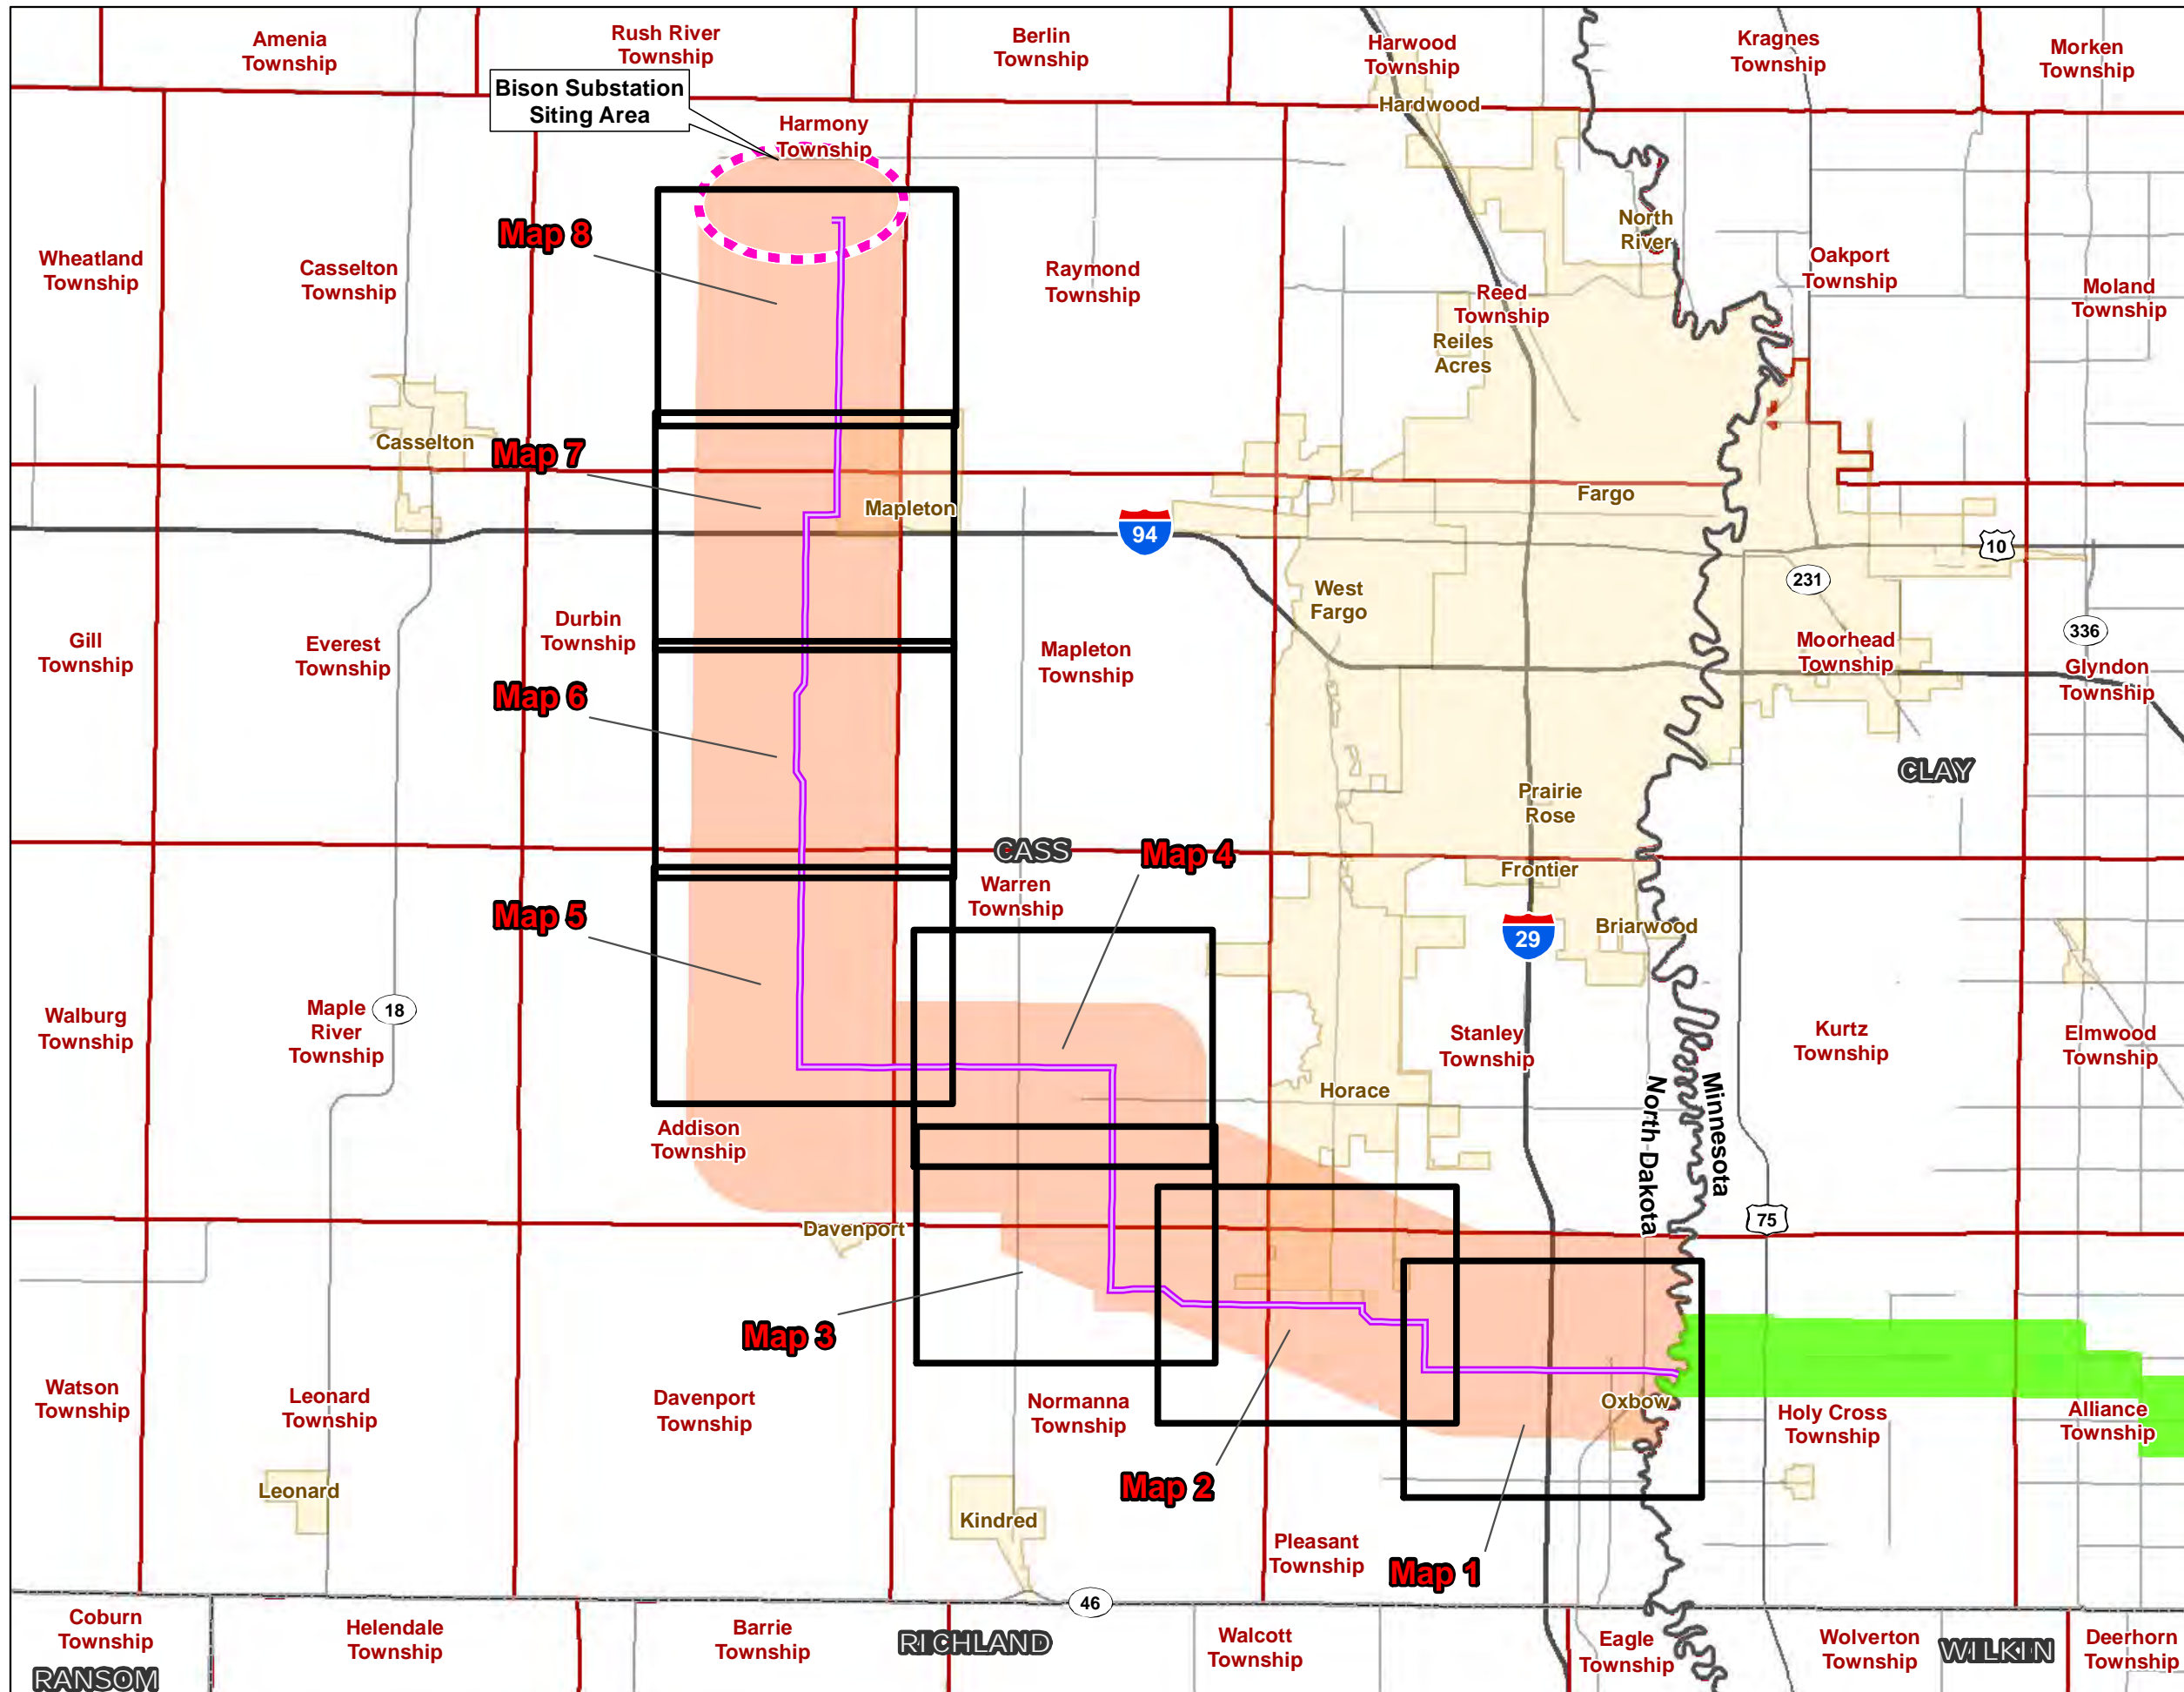 Amenia
Township
Rush River
Township
Berlin
Township
Harwood
Township
Kragnes
Township
Morken
Township
Bison Substation
Siting Area
Hardwood
Harmony
Township
Map 8
North
River
Wheatland
Township
Casselton
Township
Raymond
Township
Reed
Township
Oakport
Township
Moland
Township
Reiles
Acres
Casselton
Map 7
Mapleton
Fargo
94
10
231
West
Fargo
Gill
Township
Everest
Township
Durbin
Township
Mapleton
Township
Moorhead
Township
336
Glyndon
Township
Map 6
CLAY
Prairie
Rose
CASS
Map 4
Frontier
Warren
Township
Map 5
29
Briarwood
Walburg
Township
Maple
River
Township
18
Stanley
Township
Kurtz
Township
Elmwood
Township
Horace
North Dakota
Minnesota
Addison
Township
Davenport
75
Map 3
Watson
Township
Leonard
Township
Davenport
Township
Normanna
Township
Oxbow
Holy Cross
Township
Alliance
Township
Map 2
Leonard
Kindred
Pleasant
Township
Map 1
46
Coburn
Township
Helendale
Township
Barrie
Township
RICHLAND
Walcott
Township
Eagle
Township
Wolverton
Township
WILKIN
Deerhorn
Township
RANSOM